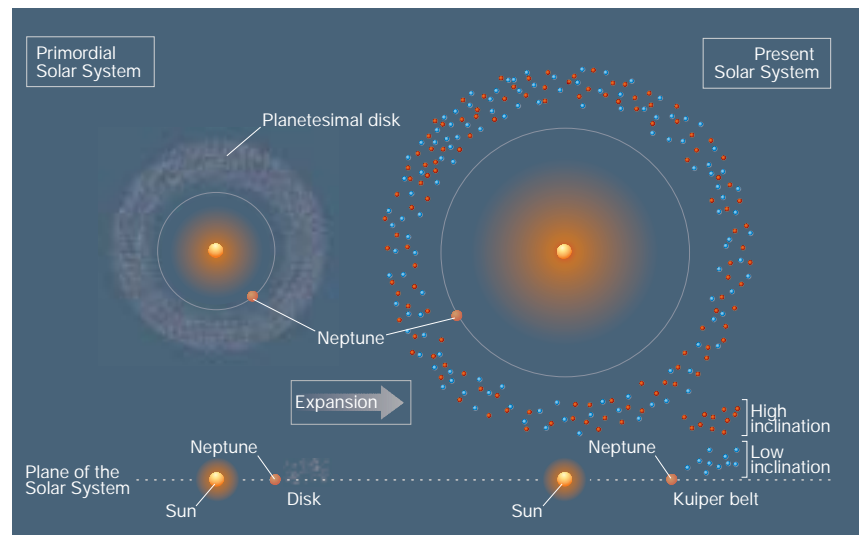 Primordial
Solar System
Present
Solar System
Planetesimal disk
Neptune
Expansion
High
inclination
Neptune
Neptune
Low
inclination
Plane of the
Solar System
Sun
Disk
Sun
Kuiper belt